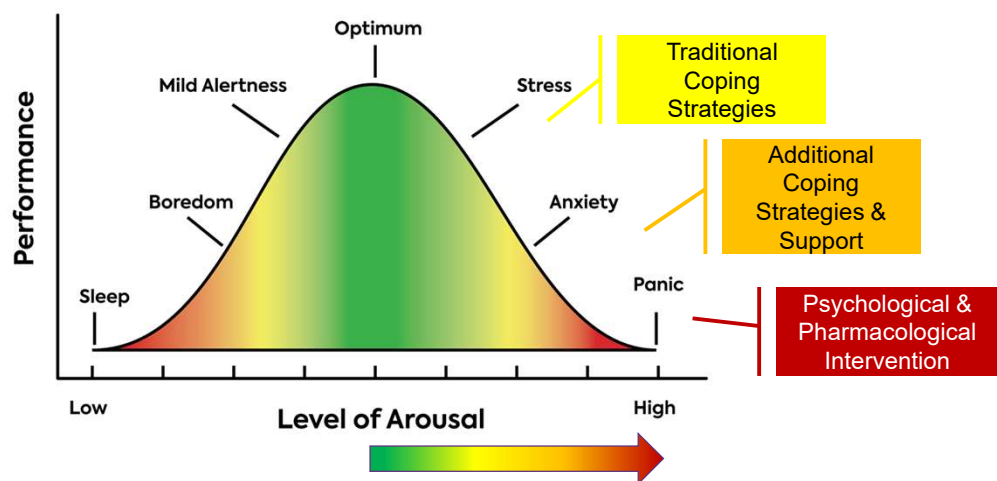 Optimum
Traditional
Coping
Strategies
Mild Alertness
Stress
Performance
Additional
Coping
Strategies &
Support
Boredom
Anxiety
Sleep
Panic
Psychological &
Pharmacological
Intervention
Low
Level of Arousal
High